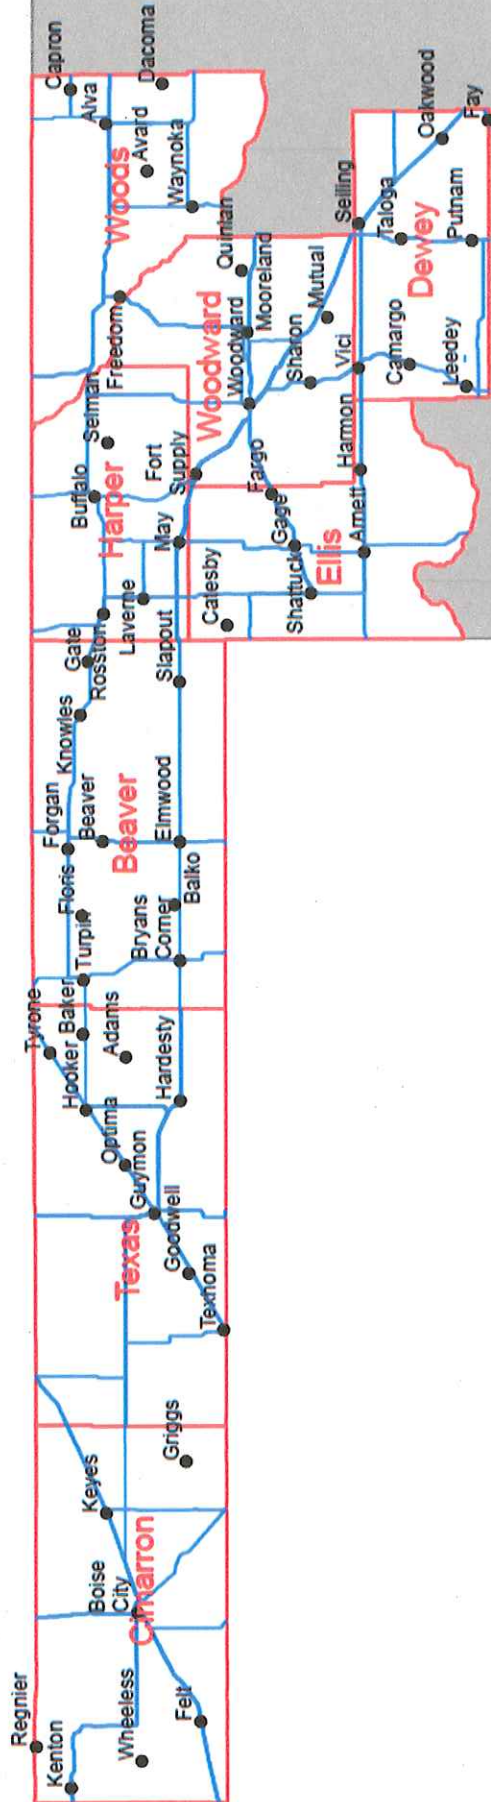 Regnier
Kenton
Wheeless
Felt
Boise
City
Cimarron
Keyes
Griggs
Texas
Texhoma
Goodwell
Guymon
Optima
Hooker
Tyrone
Baker
Adams
Hardesty
Turpin
Floris
Bryans
Corner
Balko
Forgan
Beaver
Beaver
Elmwood
Knowles
Gate
Slapout
Rosston
Laverne
May
Buffalo
Harper
Selman
Fort
Supply
Freedom
Catesby
Shattuck
Gage
Fargo
Ellis
Arnett
Harmon
Woodward
Woodward
Mooreland
Quinlan
Sharon
Mutual
Vici
Woods
Capron
Alva
Avard
Dacoma
Waynoka
Seiling
Taloga
Oakwood
Fay
Putnam
Dewey
Camargo
Leedey